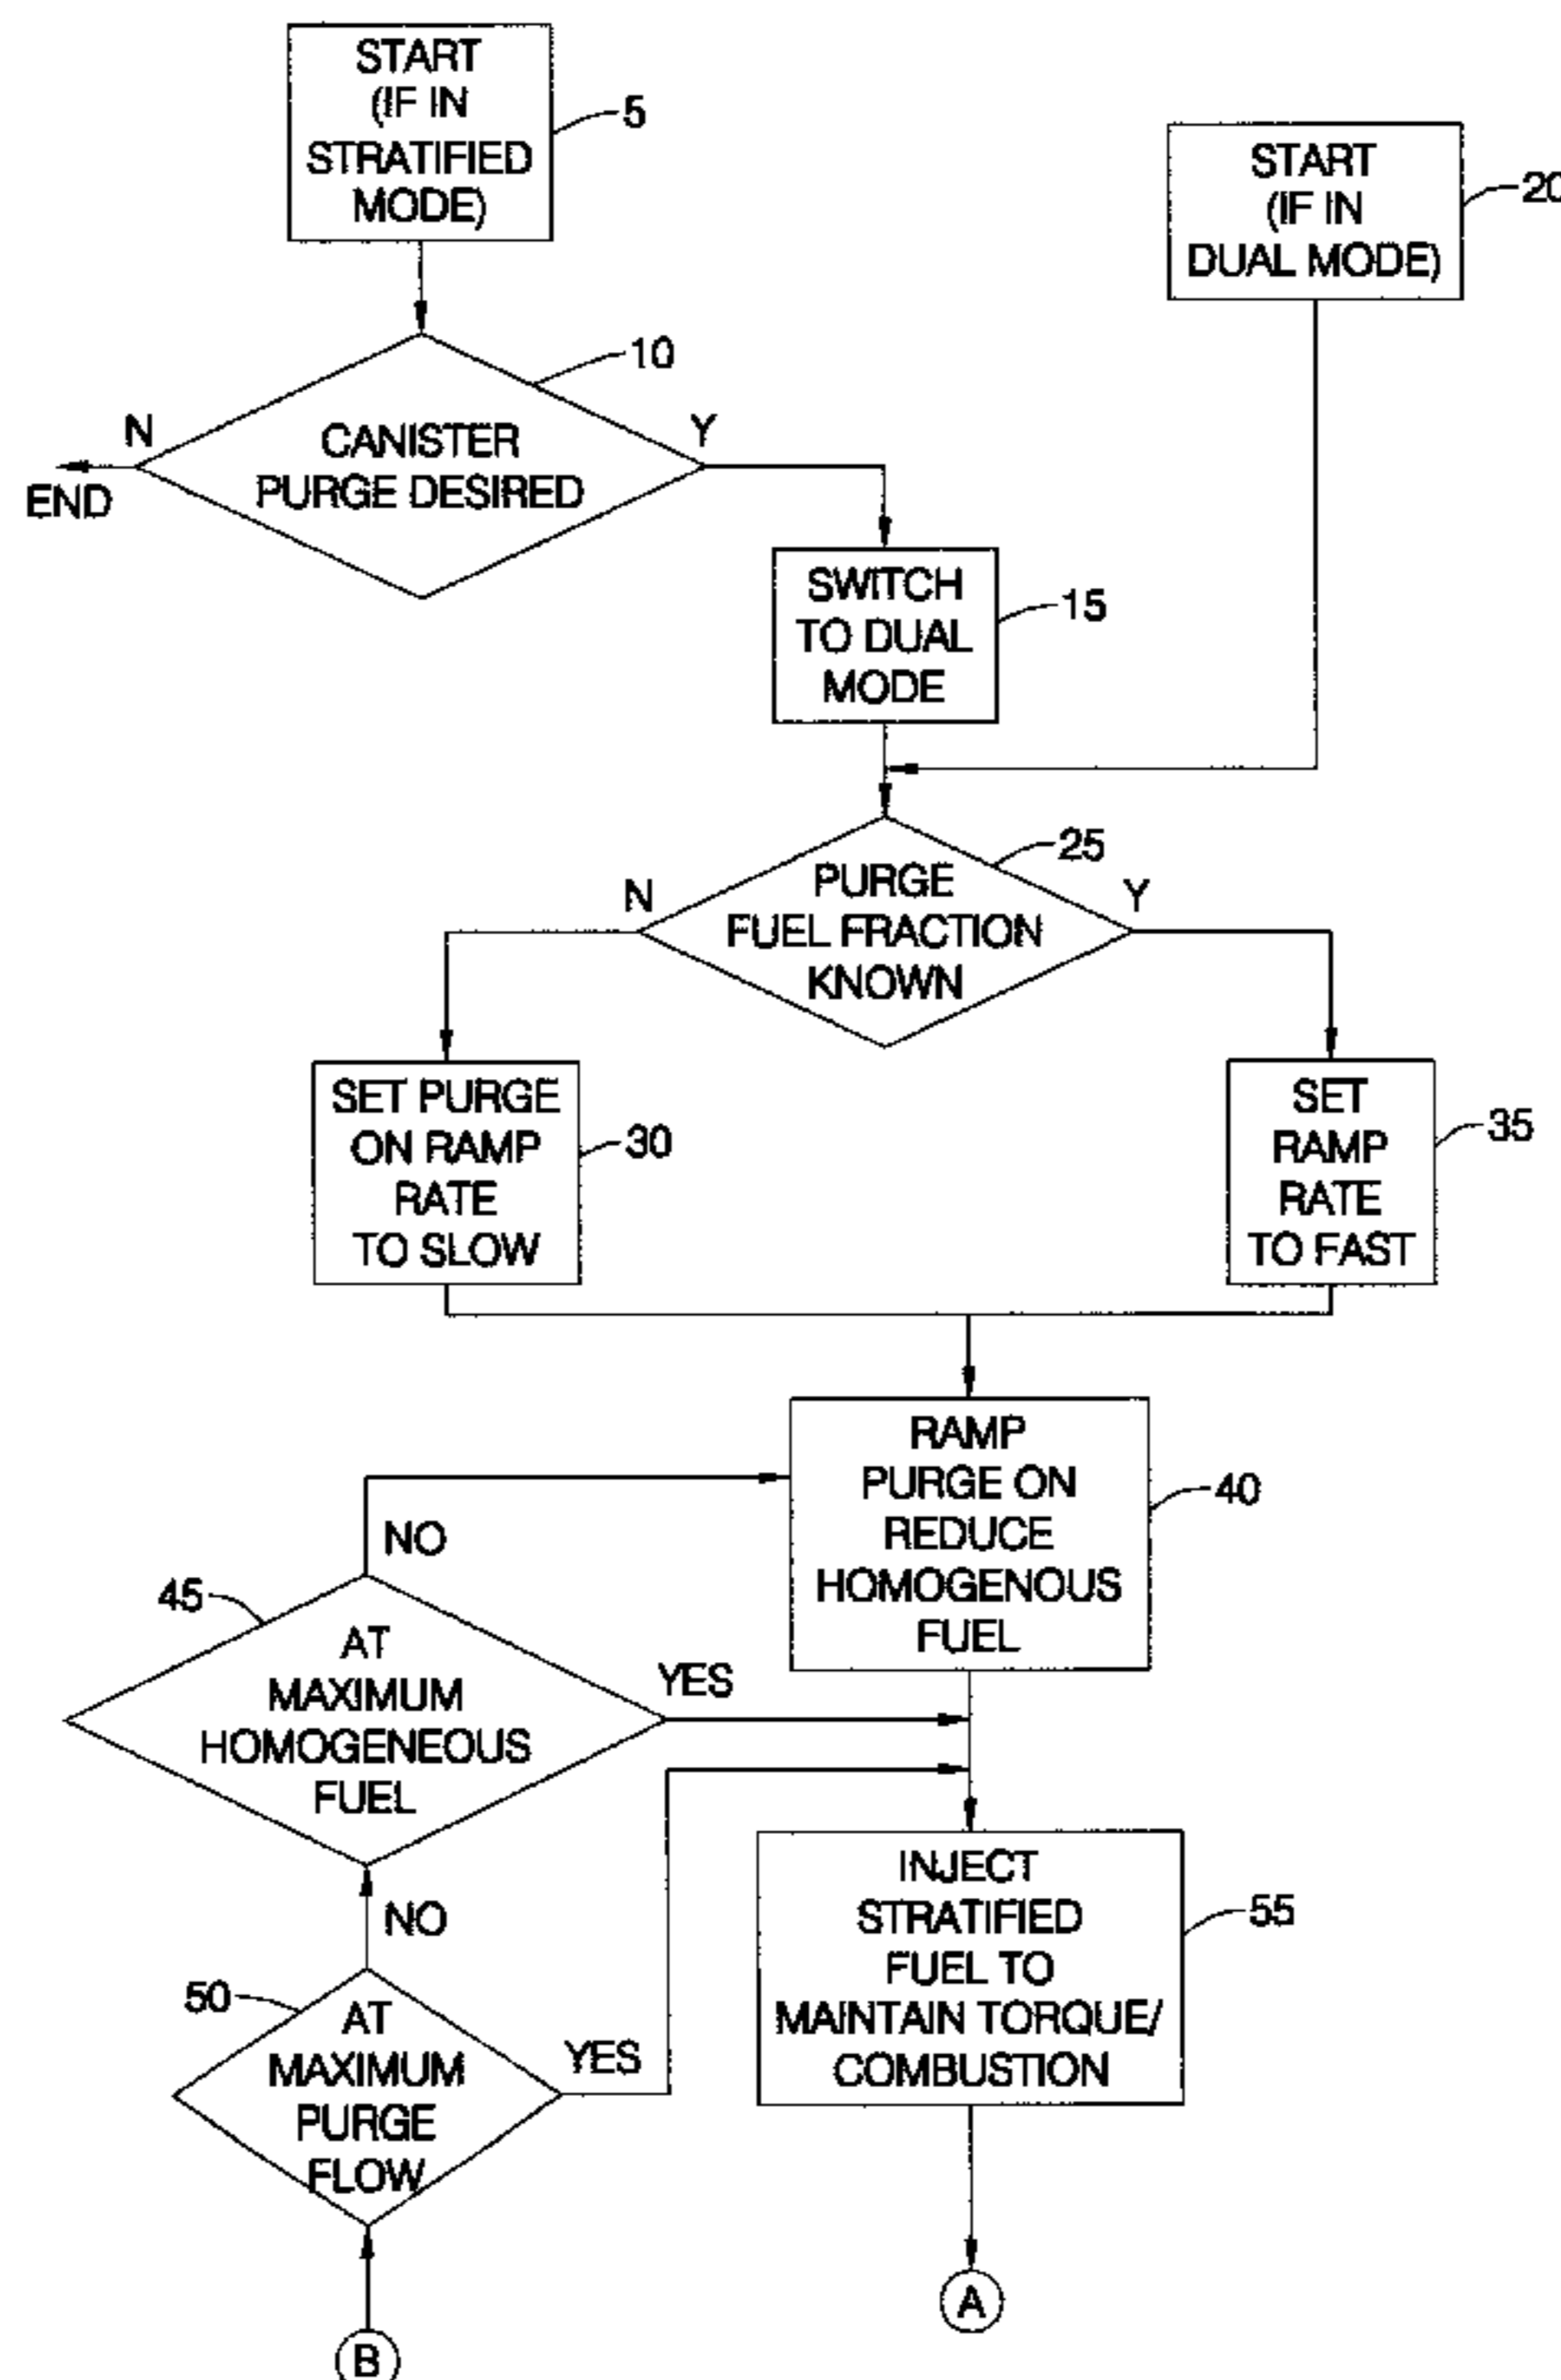 START
(IF IN
STRATIFIED
MODE)
5
START
(IF IN
DUAL MODE)
20
10
N
Y
CANISTER
PURGE DESIRED
END
SWITCH
TO DUAL
MODE
15
25
N
Y
PURGE
FUEL FRACTION
KNOWN
SET PURGE
ON RAMP
RATE
TO SLOW
30
SET
RAMP
RATE
TO FAST
35
RAMP
PURGE ON
REDUCE
HOMOGENOUS
FUEL
40
NO
45
AT
MAXIMUM
HOMOGENEOUS
FUEL
YES
INJECT
STRATIFIED
FUEL TO
MAINTAIN TORQUE/
COMBUSTION
55
NO
50
AT
MAXIMUM
PURGE
FLOW
YES
A
B